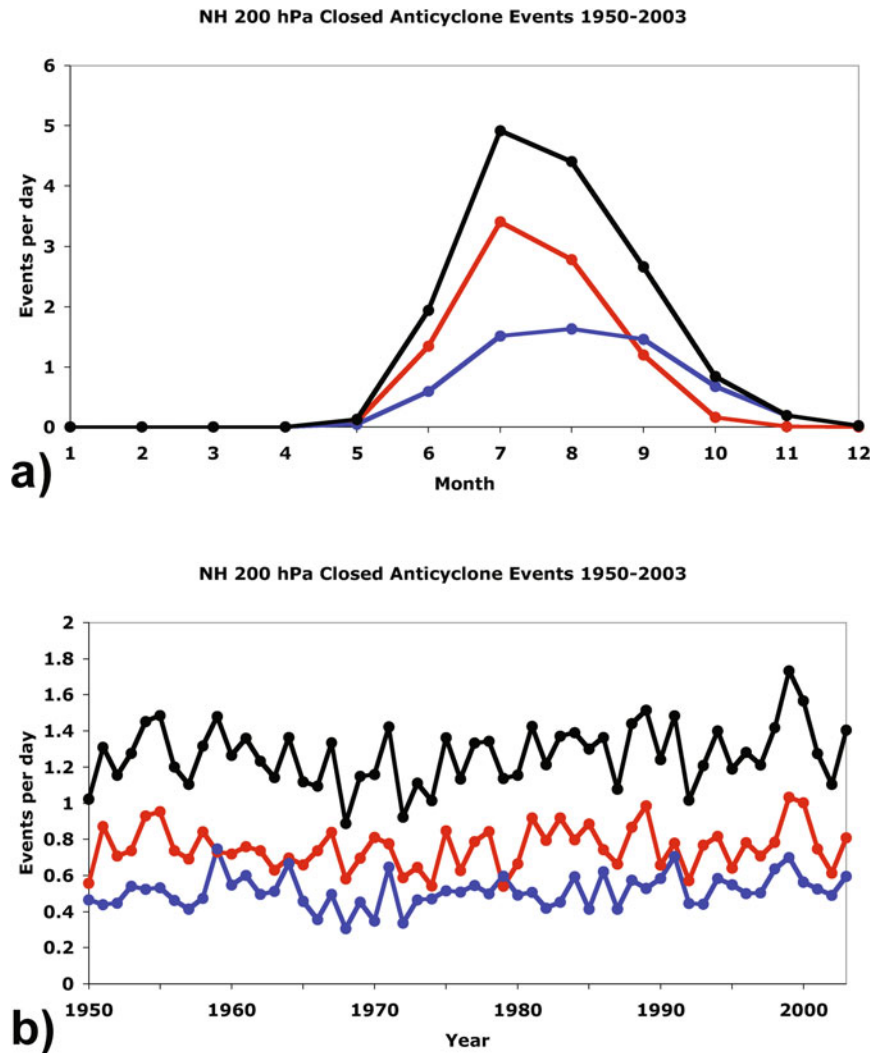 NH 200 hPa Closed Anticyclone Events 1950-2003
6
5
4
3
2
1
0
Events per day
1 2 3 4 5 6 7 8 9 10 11 12
Month
a)
NH 200 hPa Closed Anticyclone Events 1950-2003
2
1.8
1.6
1.4
1.2
1
0.8
0.6
0.4
0.2
0
Events per day
1950 1960 1970 1980 1990 2000
Year
b)